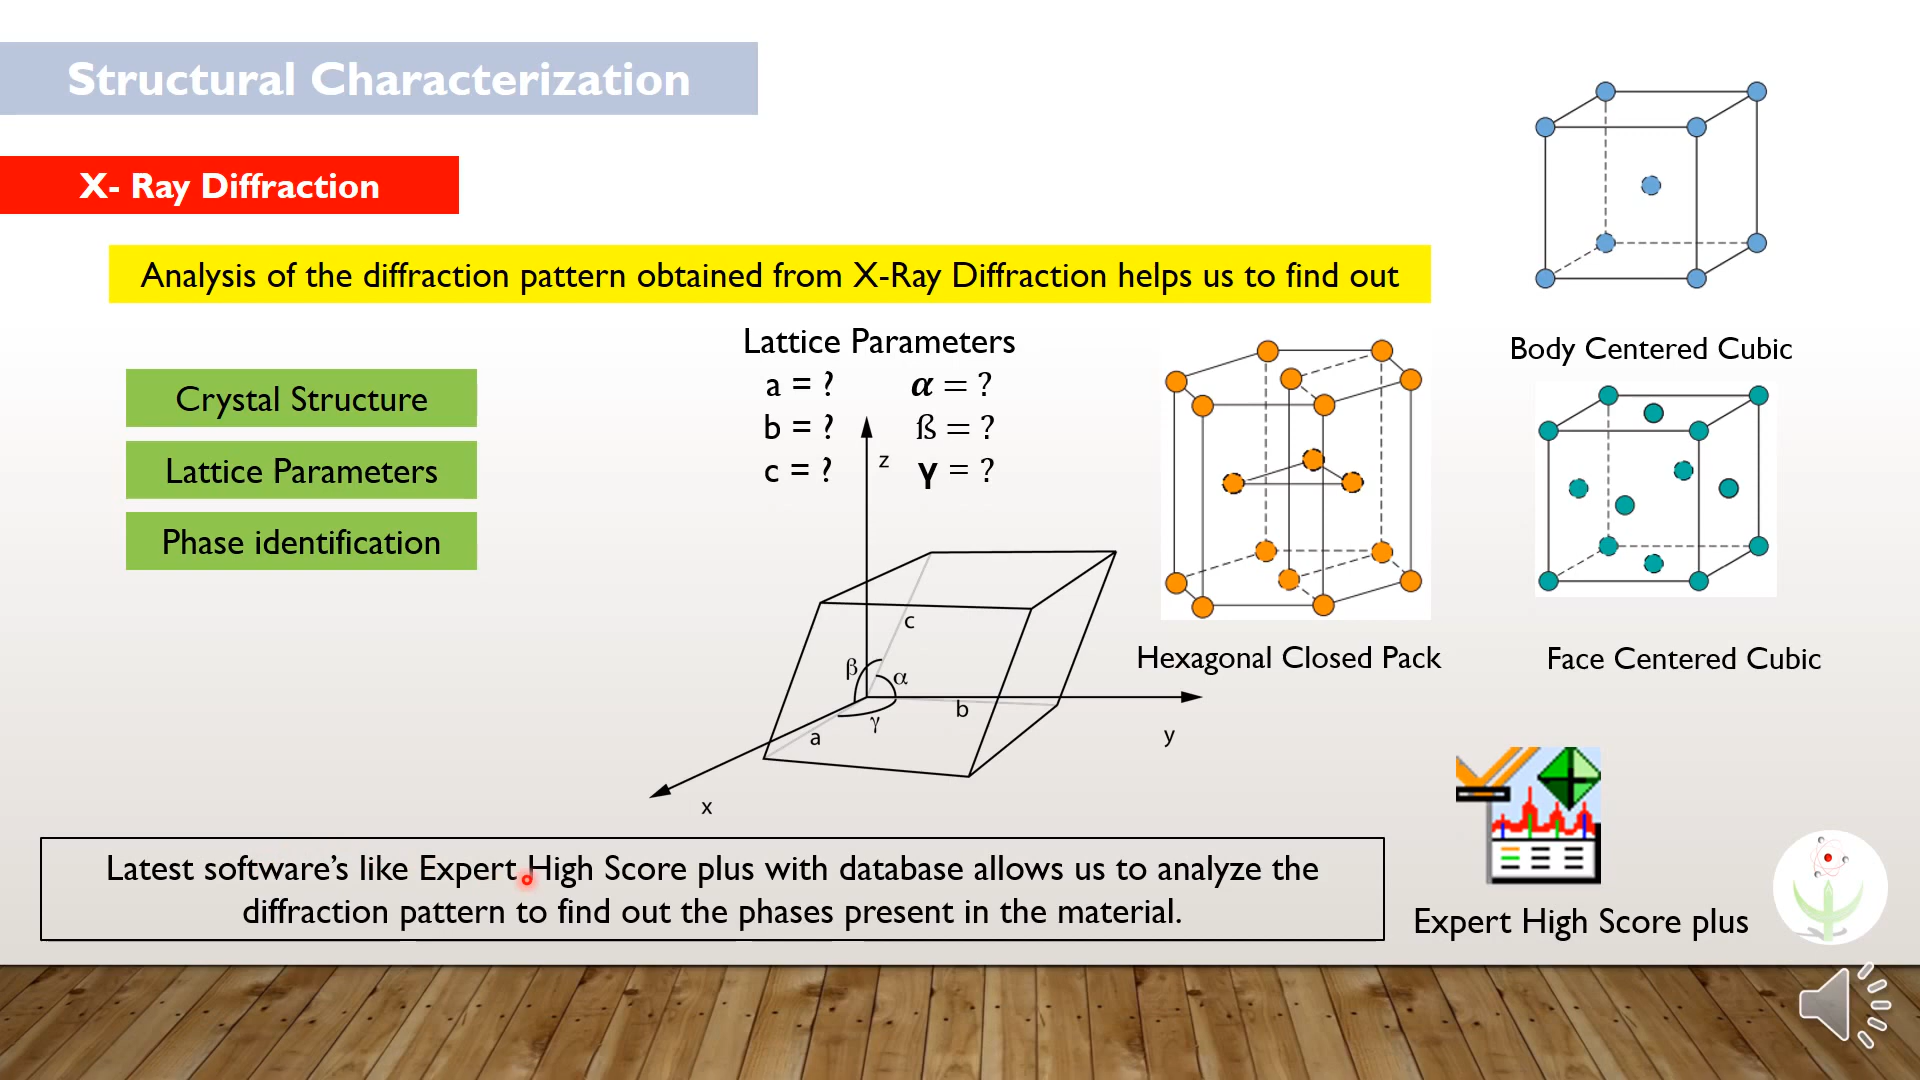 Structural Characterization
X- Ray Diffraction
Analysis of the diffraction pattern obtained from X-Ray Diffraction helps us to find out
Crystal Structure
Lattice Parameters
Phase identification
Lattice Parameters
a = ? α = ?
b = ? ß = ?
c = ? γ = ?
z
c
β
α
b
γ
a
y
x
Body Centered Cubic
Hexagonal Closed Pack
Face Centered Cubic
Latest software’s like Expert High Score plus with database allows us to analyze the
diffraction pattern to find out the phases present in the material.
Expert High Score plus